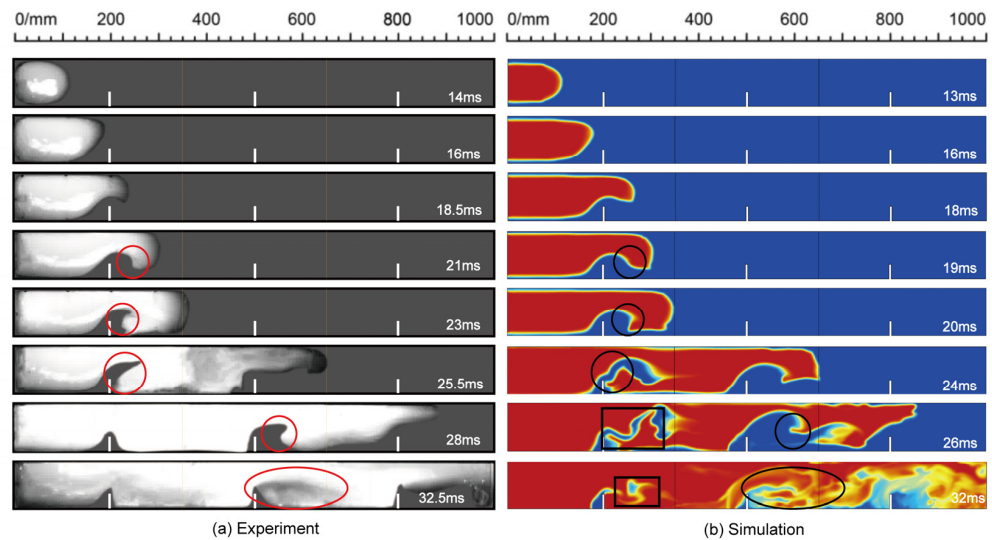 0/mm 200 400 600 800 1000
0/mm 200 400 600 800 1000
14ms
13ms
16ms
16ms
18.5ms
18ms
21ms
19ms
23ms
20ms
25.5ms
24ms
28ms
26ms
32.5ms
32ms
(a) Experiment
(b) Simulation